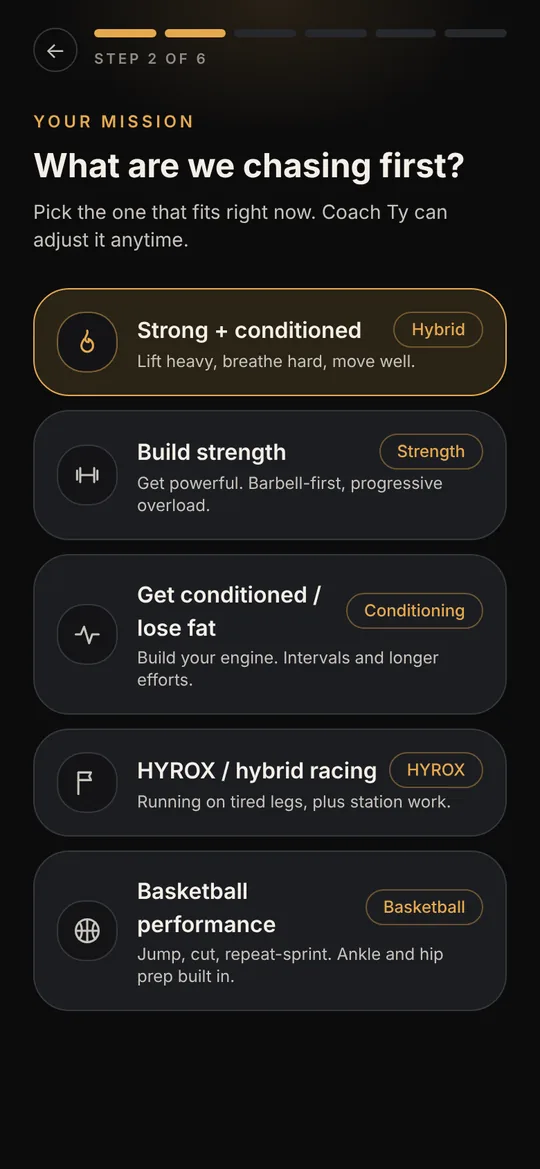 STEP 2 OF 6
YOUR MISSION
What are we chasing first?
Pick the one that fits right now. Coach Ty can
adjust it anytime.
Strong + conditioned
Hybrid
Lift heavy, breathe hard, move well.
Build strength
Strength
Get powerful. Barbell-first, progressive
overload.
Get conditioned /
lose fat
Conditioning
Build your engine. Intervals and longer
efforts.
HYROX / hybrid racing
HYROX
Running on tired legs, plus station work.
Basketball
performance
Basketball
Jump, cut, repeat-sprint. Ankle and hip
prep built in.